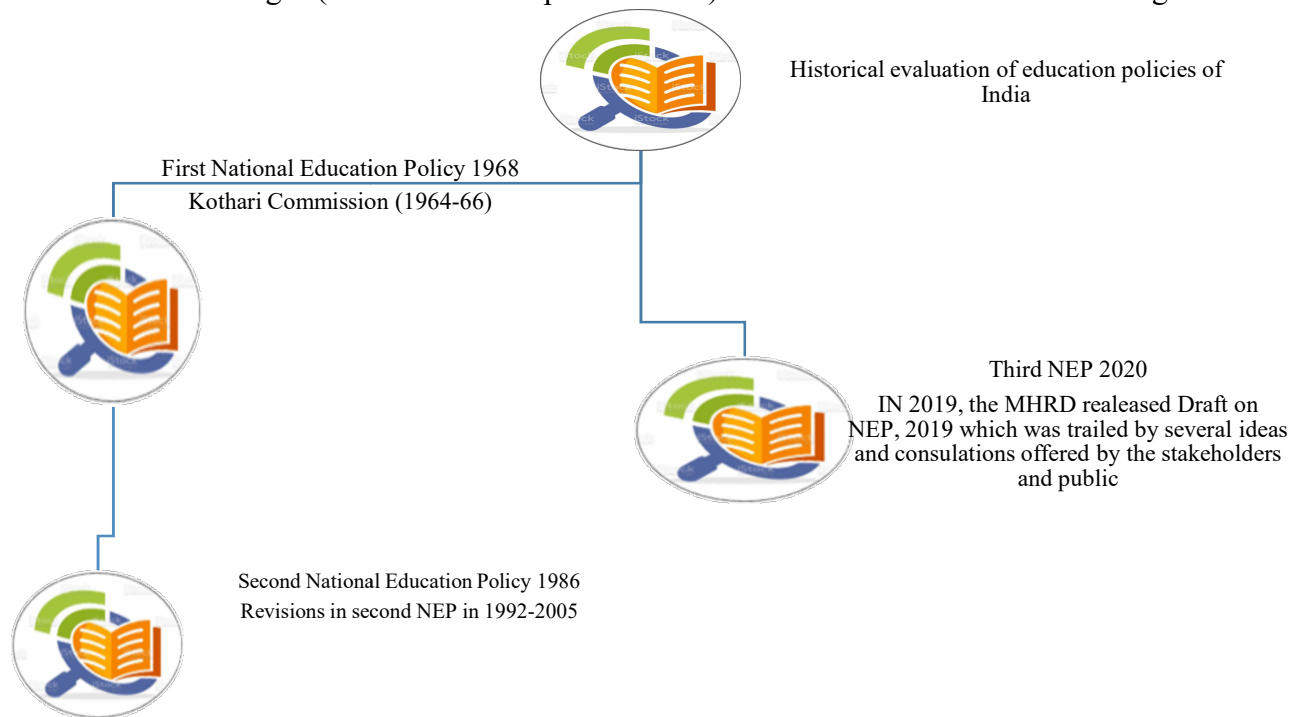 Historical evaluation of education policies of
India
First National Education Policy 1968
Kothari Commission (1964-66)
Third NEP 2020
IN 2019, the MHRD realeased Draft on
NEP, 2019 which was trailed by several ideas
and consulations offered by the stakeholders
and public
Second National Education Policy 1986
Revisions in second NEP in 1992-2005